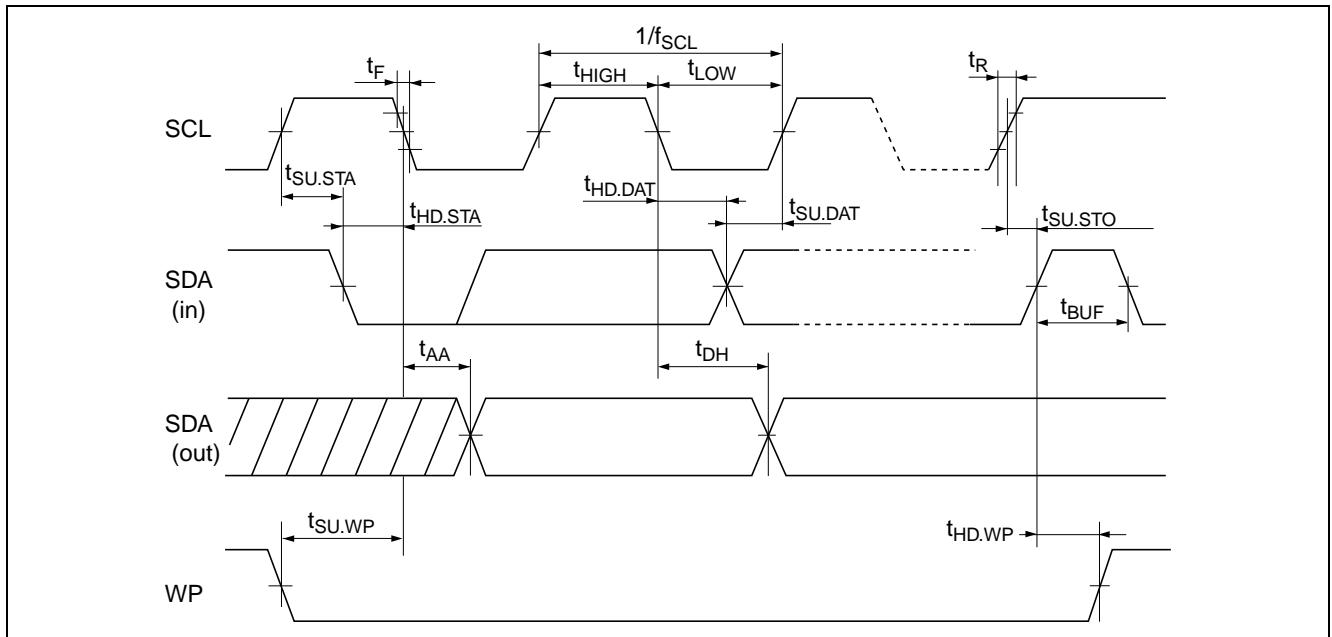 1/fSCL
tF
tHIGH
tLOW
tR
SCL
tSU.STA
tHD.STA
tHD.DAT
tSU.DAT
tSU.STO
SDA
(in)
tBUF
tAA
tDH
SDA
(out)
tSU.WP
tHD.WP
WP